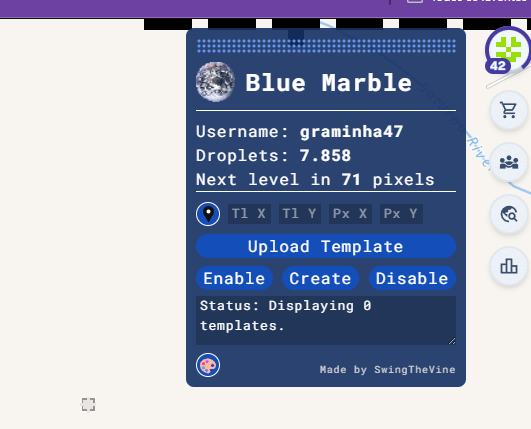 42
Blue Marble
Username: graminha47
Droplets: 7.858
Next level in 71 pixels
Tl X Tl Y Px X Px Y
Upload Template
Enable Create Disable
Status: Displaying 0
templates.
Made by SwingTheVine